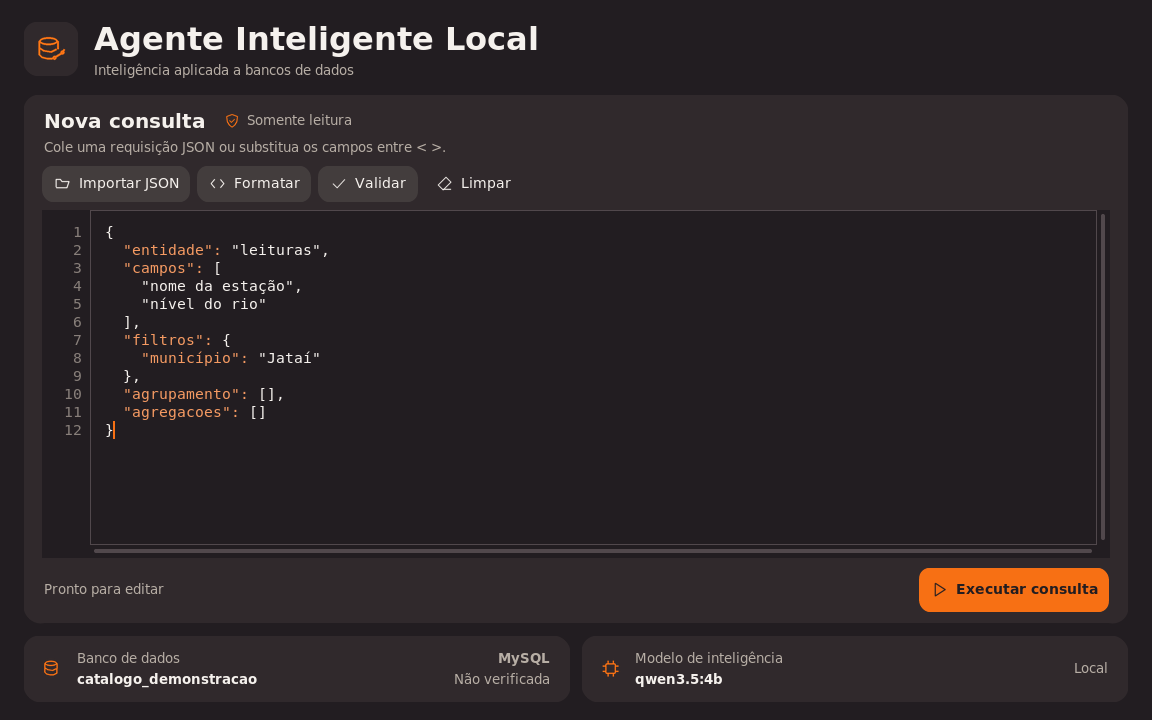 Agente Inteligente Local
Inteligência aplicada a bancos de dados
Nova consulta
Somente leitura
Cole uma requisição JSON ou substitua os campos entre < >.
Importar JSON
Formatar
Validar
Limpar
1 {
2   "entidade": "leituras",
3   "campos": [
4     "nome da estação",
5     "nível do rio"
6   ],
7   "filtros": {
8     "município": "Jataí"
9   },
10   "agrupamento": [],
11   "agregacoes": []
12 }
Pronto para editar
Executar consulta
Banco de dados
MySQL
catalogo_demonstracao
Não verificada
Modelo de inteligência
qwen3.5:4b
Local